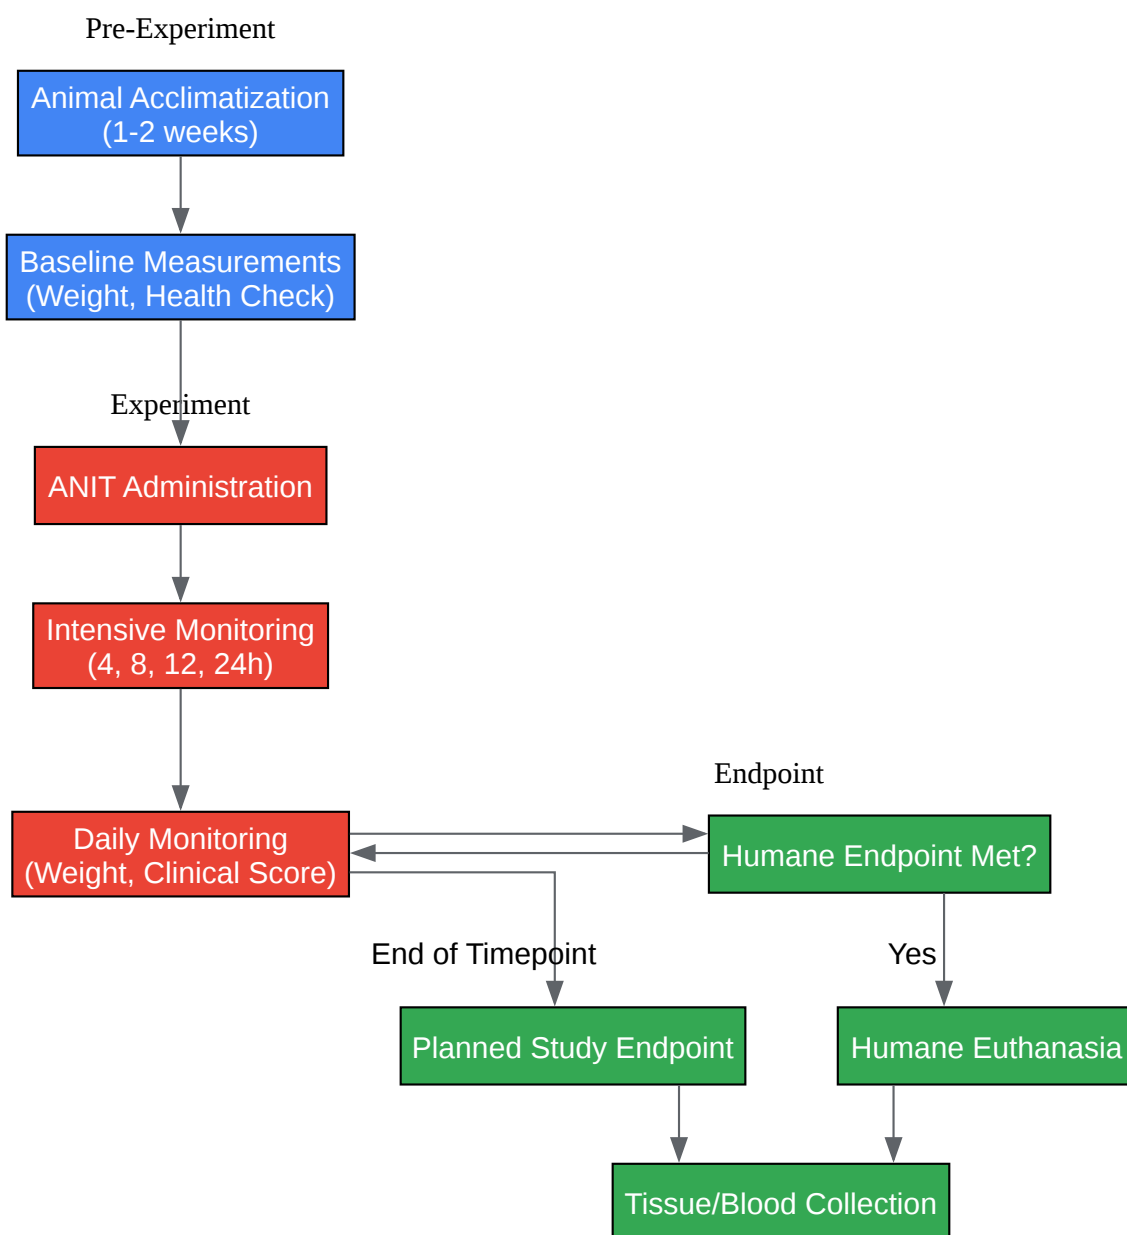 Pre-Experiment
Animal Acclimatization
(1-2 weeks)
Baseline Measurements
(Weight, Health Check)
Experiment
ANIT Administration
Intensive Monitoring
(4, 8, 12, 24h)
Endpoint
Daily Monitoring
(Weight, Clinical Score)
Humane Endpoint Met?
End of Timepoint
Yes
Planned Study Endpoint
Humane Euthanasia
Tissue/Blood Collection